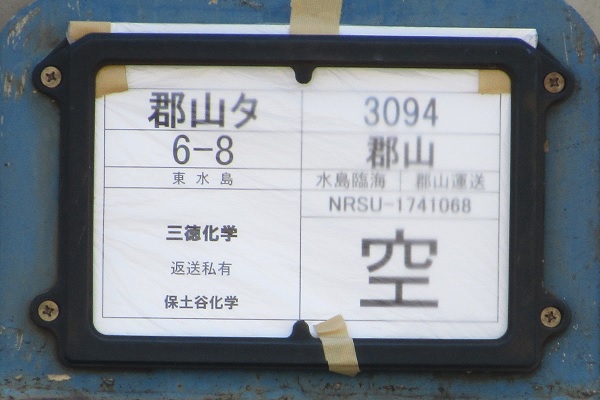 郡山タ
6-8
東水島
三徳化学
返送私有
保土谷化学
3094
郡山
水島臨海 郡山運送
NRSU-1741068
空